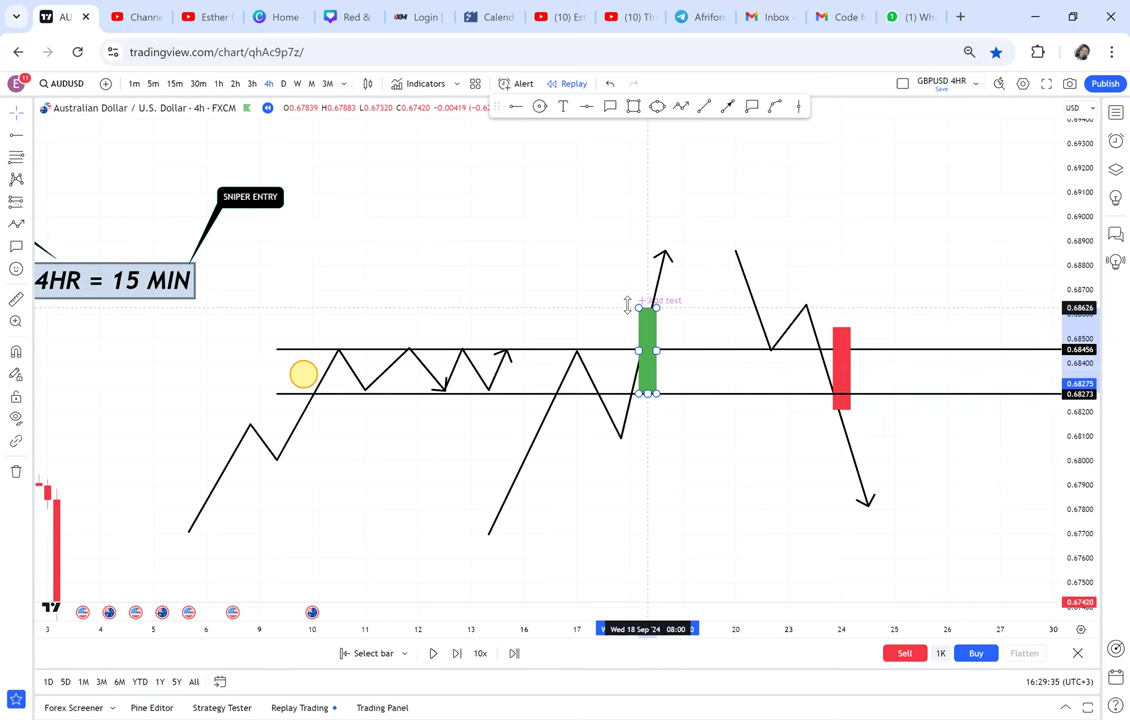 AU
Channe
Esther
Home
Red &
Login |
Calend
(10) Es
(10) Th
Afrifor
Inbox
Code f
(1) Wh
tradingview.com/chart/qhAc9p7z/
E 11 AUDUSD 1m 5m 15m 30m 1h 2h 3h 4h D W M 3M Indicators Alert Replay GBPUSD 4HR Save Publish
Australian Dollar / U.S. Dollar · 4h · FXCM O0.67839 H0.67883 L0.67320 C0.67420 -0.00419
USD
0.69400
0.69300
0.69200
0.69100
0.69000
0.68900
0.68800
0.68700
0.68626
0.68500
0.68456
0.68400
0.68275
0.68273
0.68200
0.68100
0.68000
0.67900
0.67800
0.67700
0.67600
0.67500
0.67420
SNIPER ENTRY
4HR = 15 MIN
Add text
3 4 5 6 9 10 11 12 13 16 17 Wed 18 Sep '24 08:00 20 23 24 25 26 27 30
Select bar 10x Sell 1K Buy Flatten
1D 5D 1M 3M 6M YTD 1Y 5Y All 16:29:35 (UTC+3)
Forex Screener Pine Editor Strategy Tester Replay Trading Trading Panel